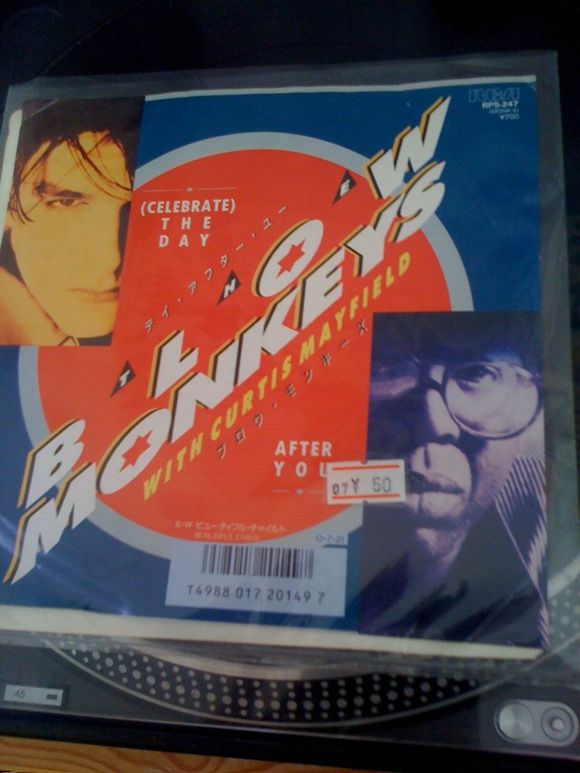 RCA
RPS-247
¥700
(CELEBRATE)
THE
DAY
デイ・アフター・ユー
THE
BLOW
MONKEYS
WITH CURTIS MAYFIELD
ブロウ・モンキーズ
AFTER
YOU
07 ¥ 50
B/W ビューティフル・チャイルド
BEAUTIFUL CHILD
T4988 017 20149 7
45